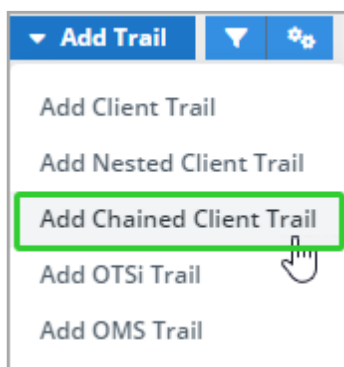 Add Trail
Add Client Trail
Add Nested Client Trail
Add Chained Client Trail
Add OTSi Trail
Add OMS Trail